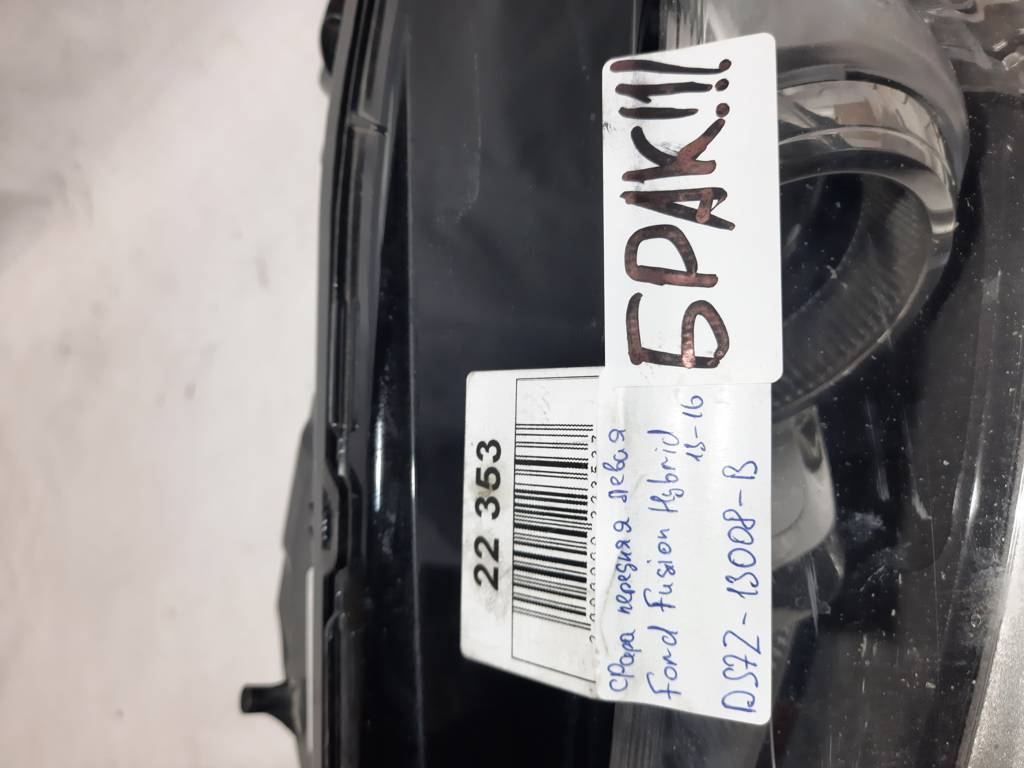 22 353
Фара передняя левая
Ford Fusion Hybrid
13-16
DS7Z-13008-B
БРАК!!!